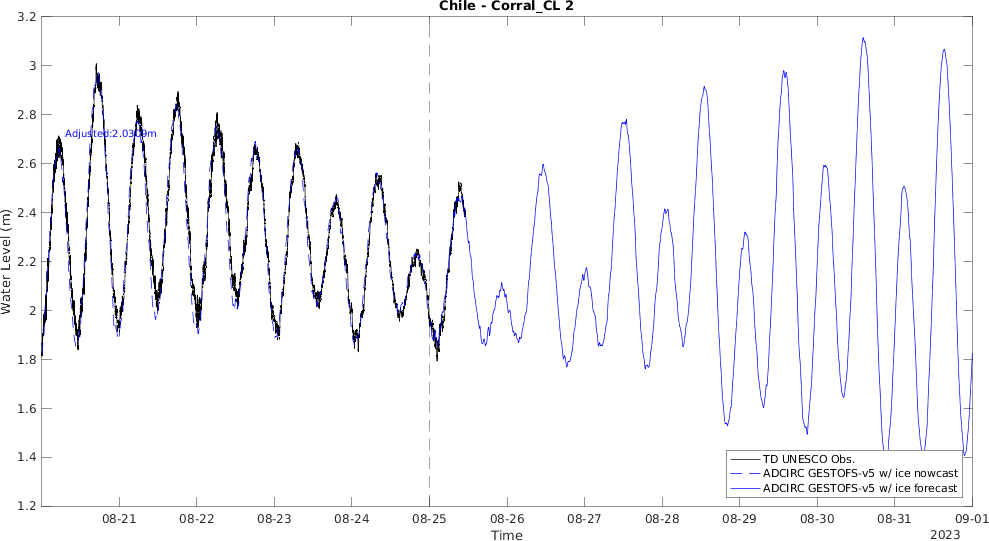 Chile - Corral_CL 2
3.2
3
2.8
2.6
2.4
2.2
2
1.8
1.6
1.4
1.2
Water Level (m)
Adjusted:2.0309m
TD UNESCO Obs.
ADCIRC GESTOFS-v5 w/ ice nowcast
ADCIRC GESTOFS-v5 w/ ice forecast
08-21 08-22 08-23 08-24 08-25 08-26 08-27 08-28 08-29 08-30 08-31 09-01
Time
2023